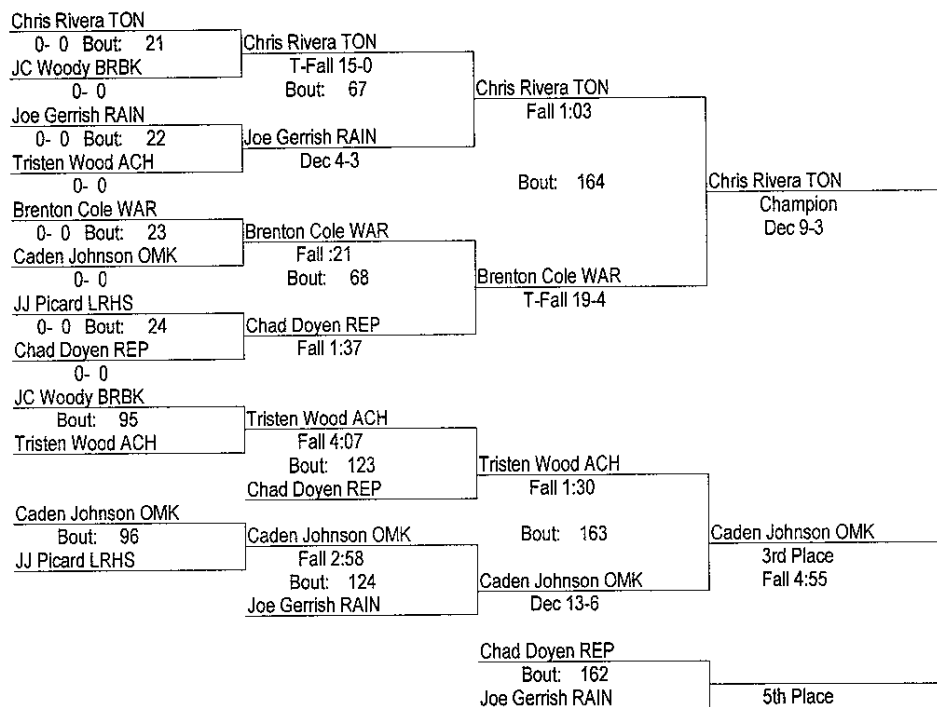 Chris Rivera TON
0- 0 Bout: 21
JC Woody BRBK
0- 0
Joe Gerrish RAIN
0- 0 Bout: 22
Tristen Wood ACH
0- 0
Brenton Cole WAR
0- 0 Bout: 23
Caden Johnson OMK
0- 0
JJ Picard LRHS
0- 0 Bout: 24
Chad Doyen REP
0- 0
Chris Rivera TON
T-Fall 15-0
Bout: 67
Joe Gerrish RAIN
Dec 4-3
Brenton Cole WAR
Fall :21
Bout: 68
Chad Doyen REP
Fall 1:37
Chris Rivera TON
Fall 1:03
Bout: 164
Brenton Cole WAR
T-Fall 19-4
Chris Rivera TON
Champion
Dec 9-3
JC Woody BRBK
Bout: 95
Tristen Wood ACH
Caden Johnson OMK
Bout: 96
JJ Picard LRHS
Tristen Wood ACH
Fall 4:07
Bout: 123
Chad Doyen REP
Caden Johnson OMK
Fall 2:58
Bout: 124
Joe Gerrish RAIN
Tristen Wood ACH
Fall 1:30
Bout: 163
Caden Johnson OMK
Dec 13-6
Caden Johnson OMK
3rd Place
Fall 4:55
Chad Doyen REP
Bout: 162
Joe Gerrish RAIN
5th Place